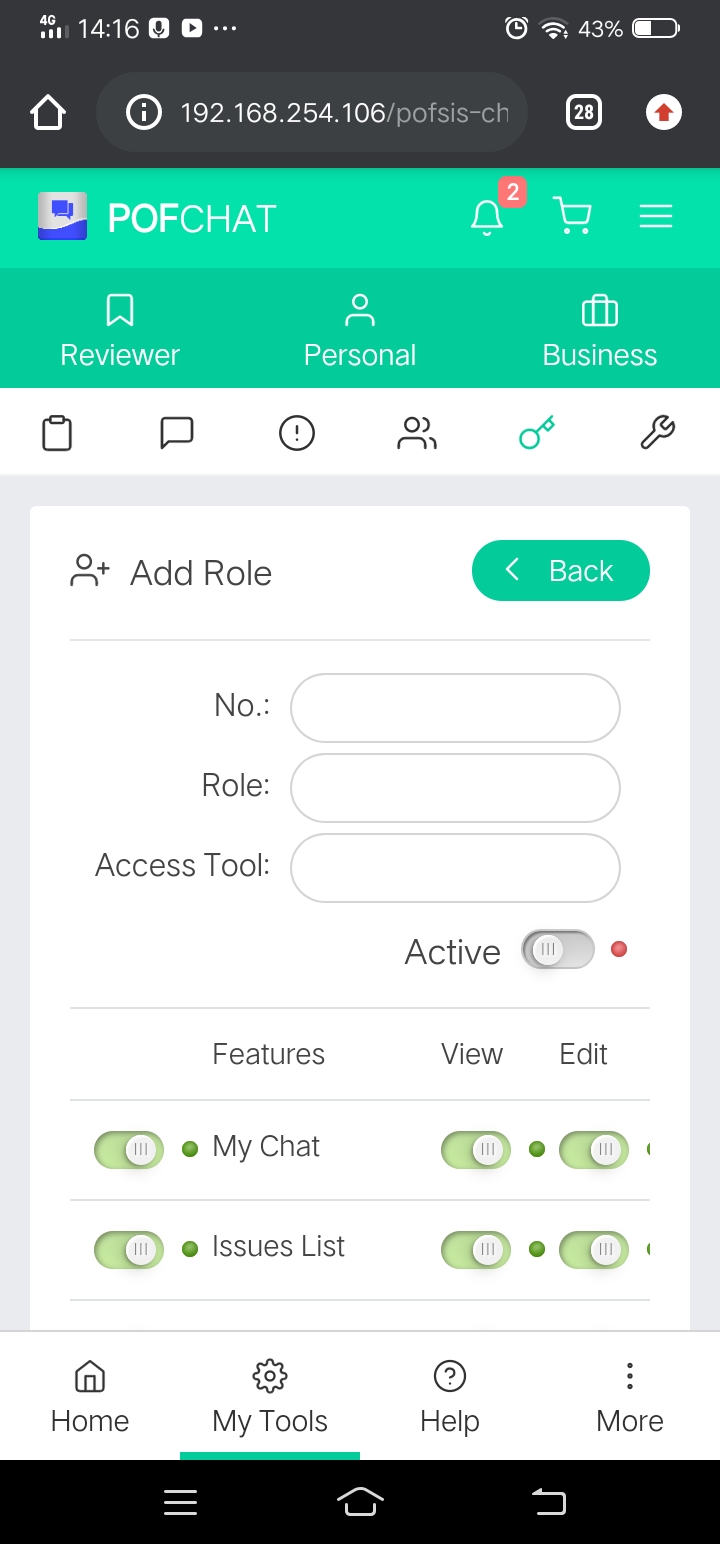 4G 14:16 43%
192.168.254.106/pofsis-ch 28
POFCHAT 2
Reviewer Personal Business
Add Role Back
No.:
Role:
Access Tool:
Active
Features View Edit
My Chat
Issues List
Home My Tools Help More